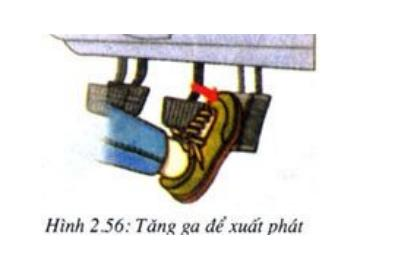 Hình 2.56: Tăng ga để xuất phát